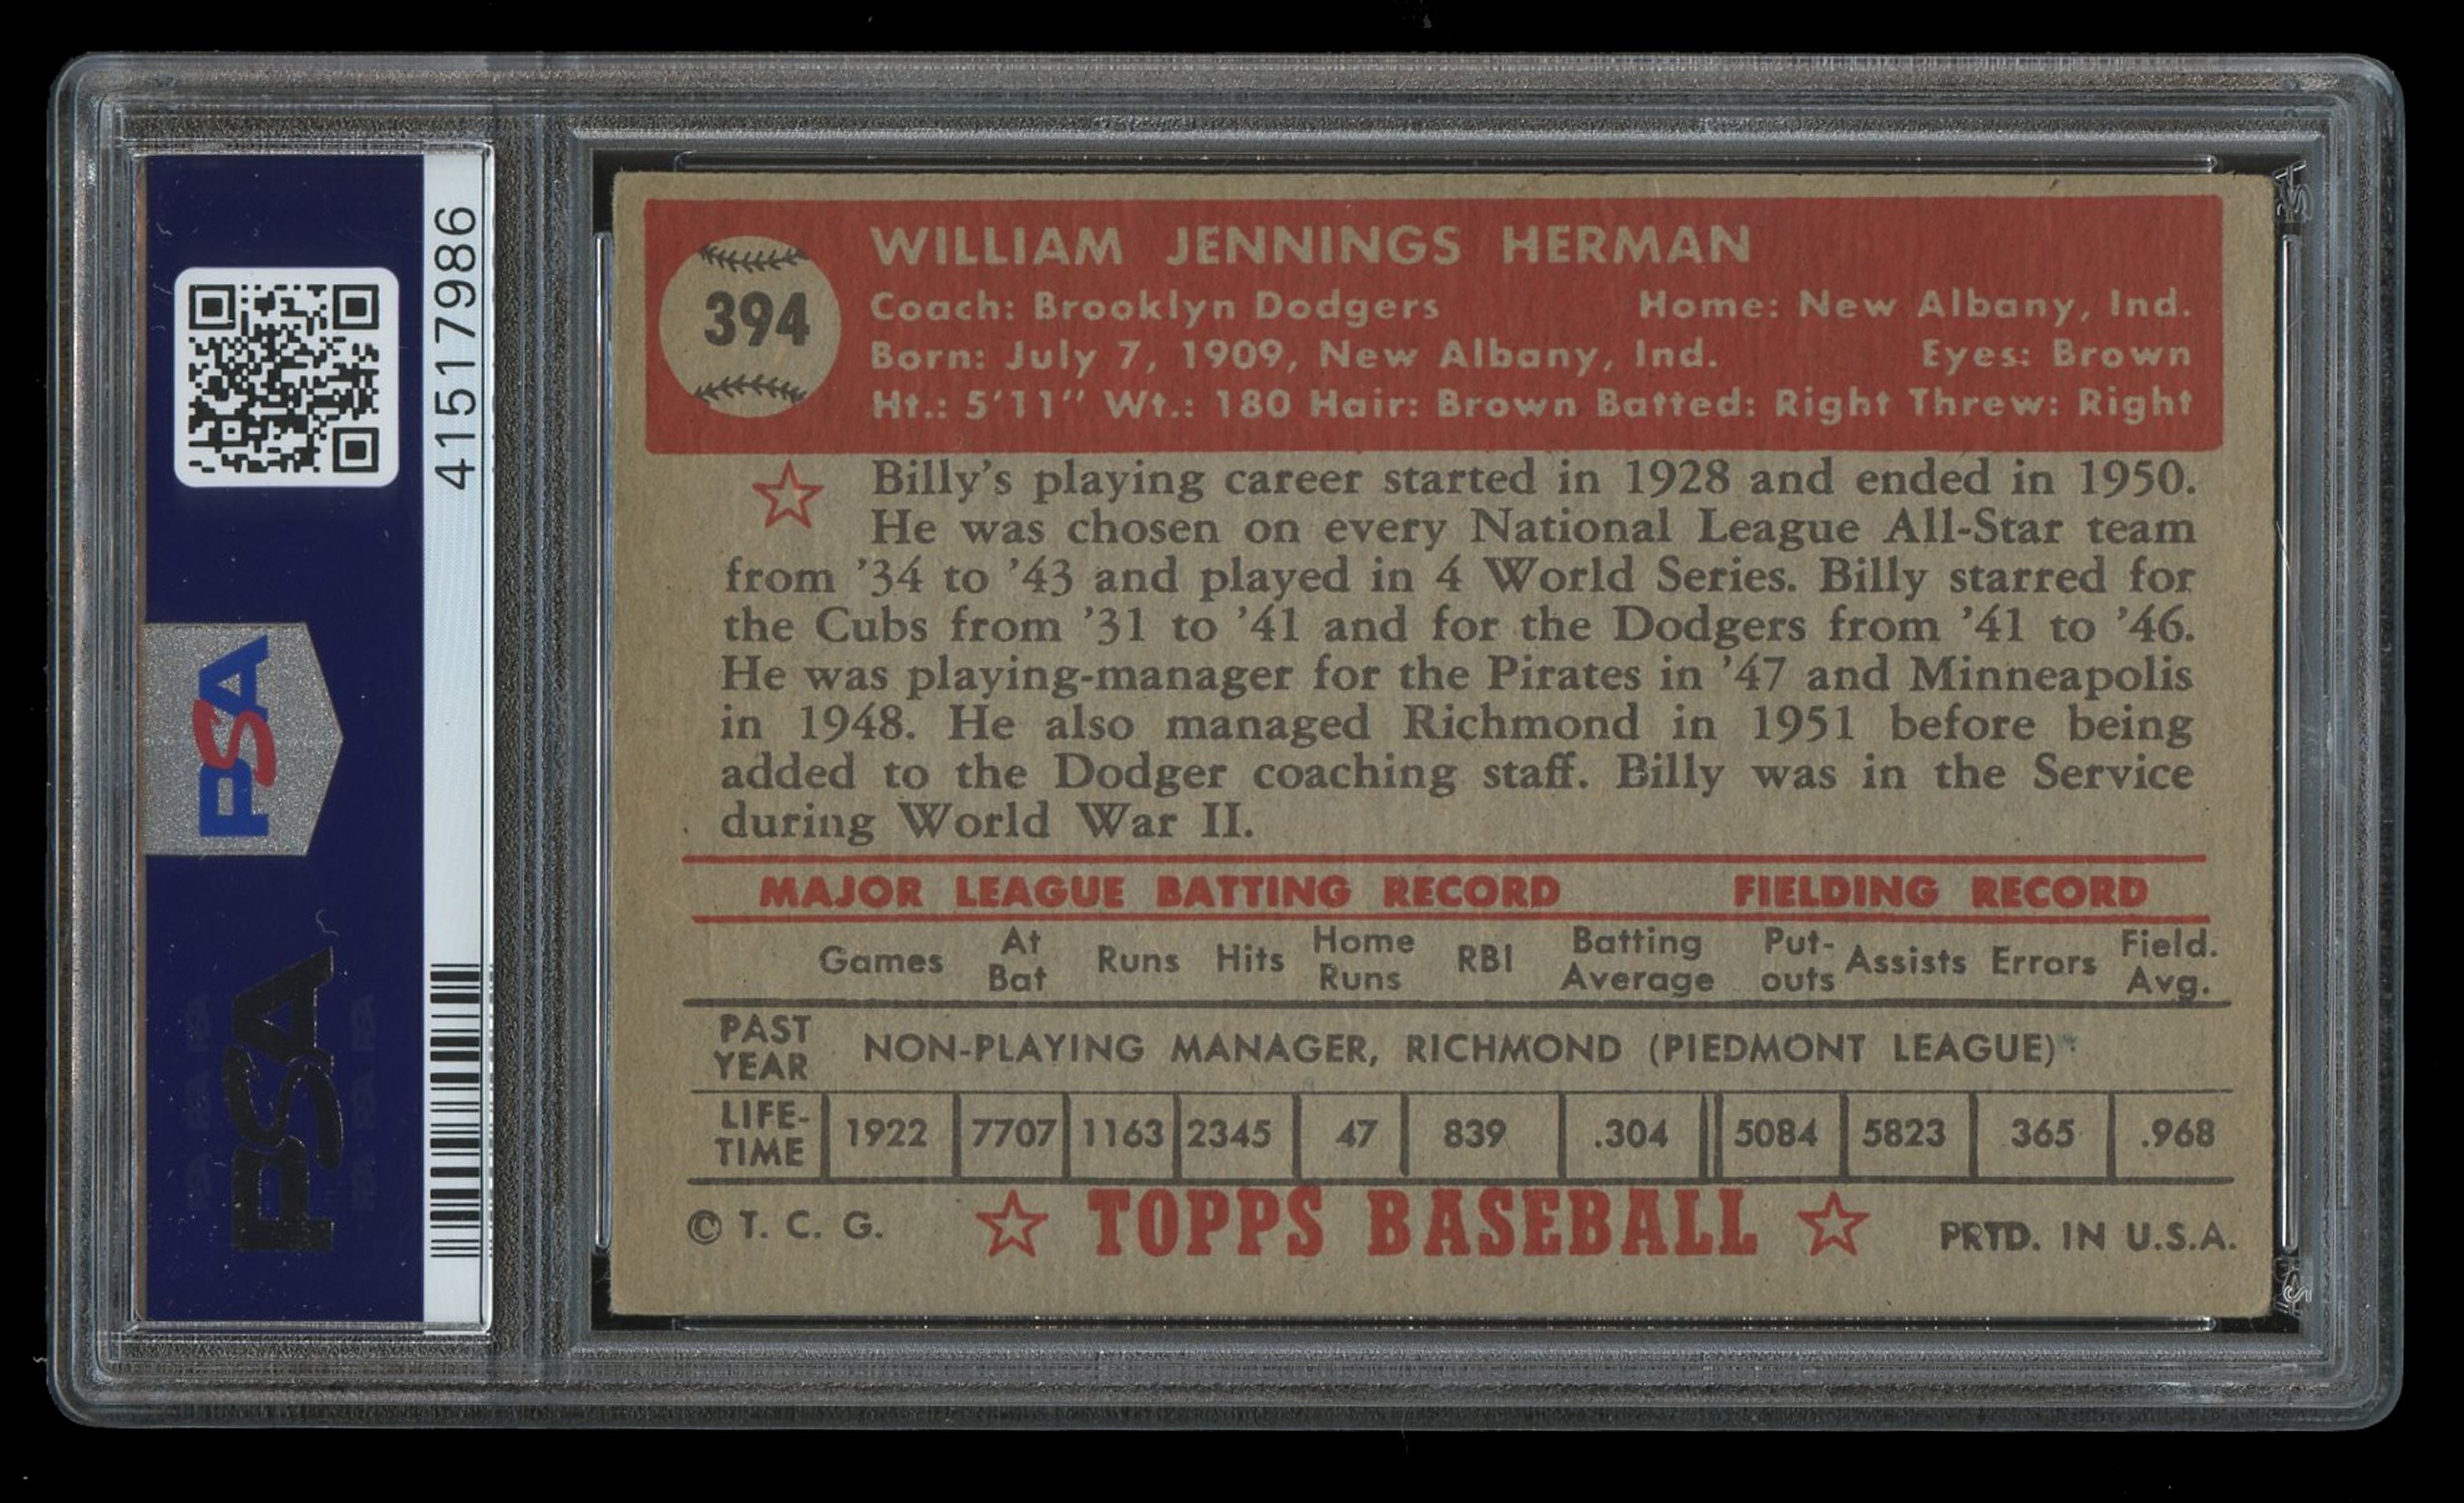 41517986
PSA
PSA
394
WILLIAM JENNINGS HERMAN
Coach: Brooklyn Dodgers Home: New Albany, Ind.
Born: July 7, 1909, New Albany, Ind. Eyes: Brown
Ht.: 5'11" Wt.: 180 Hair: Brown Batted: Right Threw: Right
Billy's playing career started in 1928 and ended in 1950.
He was chosen on every National League All-Star team
from '34 to '43 and played in 4 World Series. Billy starred for
the Cubs from '31 to '41 and for the Dodgers from '41 to '46.
He was playing-manager for the Pirates in '47 and Minneapolis
in 1948. He also managed Richmond in 1951 before being
added to the Dodger coaching staff. Billy was in the Service
during World War II.
MAJOR LEAGUE BATTING RECORD FIELDING RECORD
Games At Bat Runs Hits Home Runs RBI Batting Average Put-outs Assists Errors Field. Avg.
PAST YEAR NON-PLAYING MANAGER, RICHMOND (PIEDMONT LEAGUE)
LIFE-TIME 1922 7707 1163 2345 47 839 .304 5084 5823 365 .968
© T. C. G. ☆ TOPPS BASEBALL ☆ PRTD. IN U.S.A.